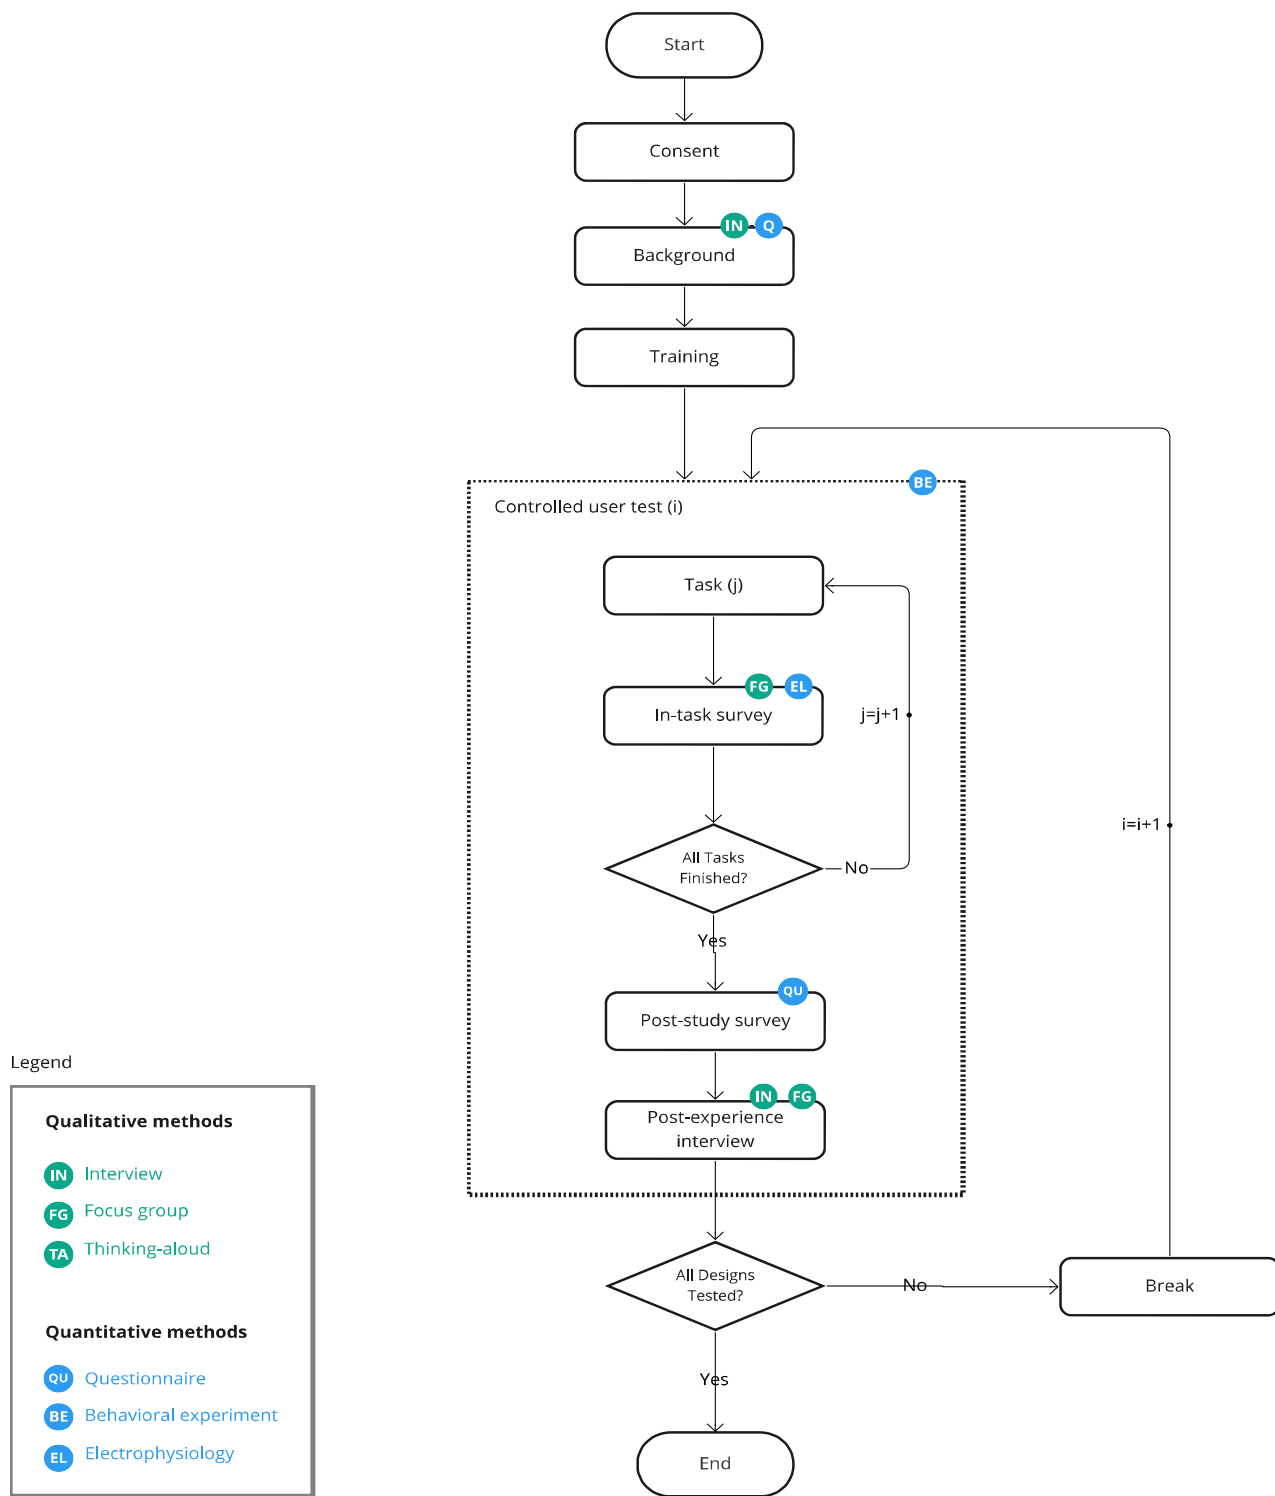 Start
Consent
IN
Q
Background
Training
BE
Controlled user test (i)
Task (j)
FG
EL
In-task survey
j=j+1
i=i+1
All Tasks
Finished?
No
Yes
QU
Post-study survey
IN
FG
Post-experience
interview
All Designs
Tested?
No
Break
Yes
End
Legend
Qualitative methods
IN Interview
FG Focus group
TA Thinking-aloud
Quantitative methods
QU Questionnaire
BE Behavioral experiment
EL Electrophysiology